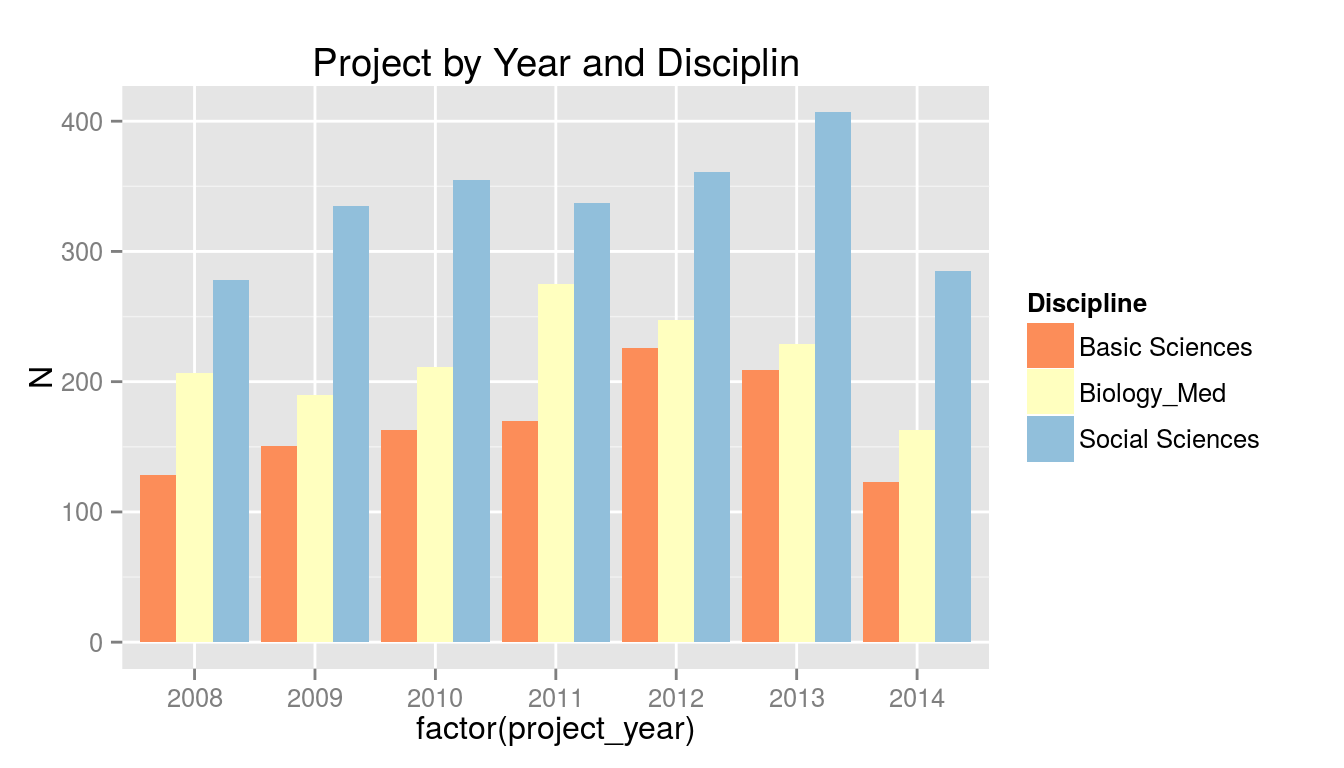 Project by Year and Disciplin
400
300
200
100
0
N
2008 2009 2010 2011 2012 2013 2014
factor(project_year)
Discipline
Basic Sciences
Biology_Med
Social Sciences